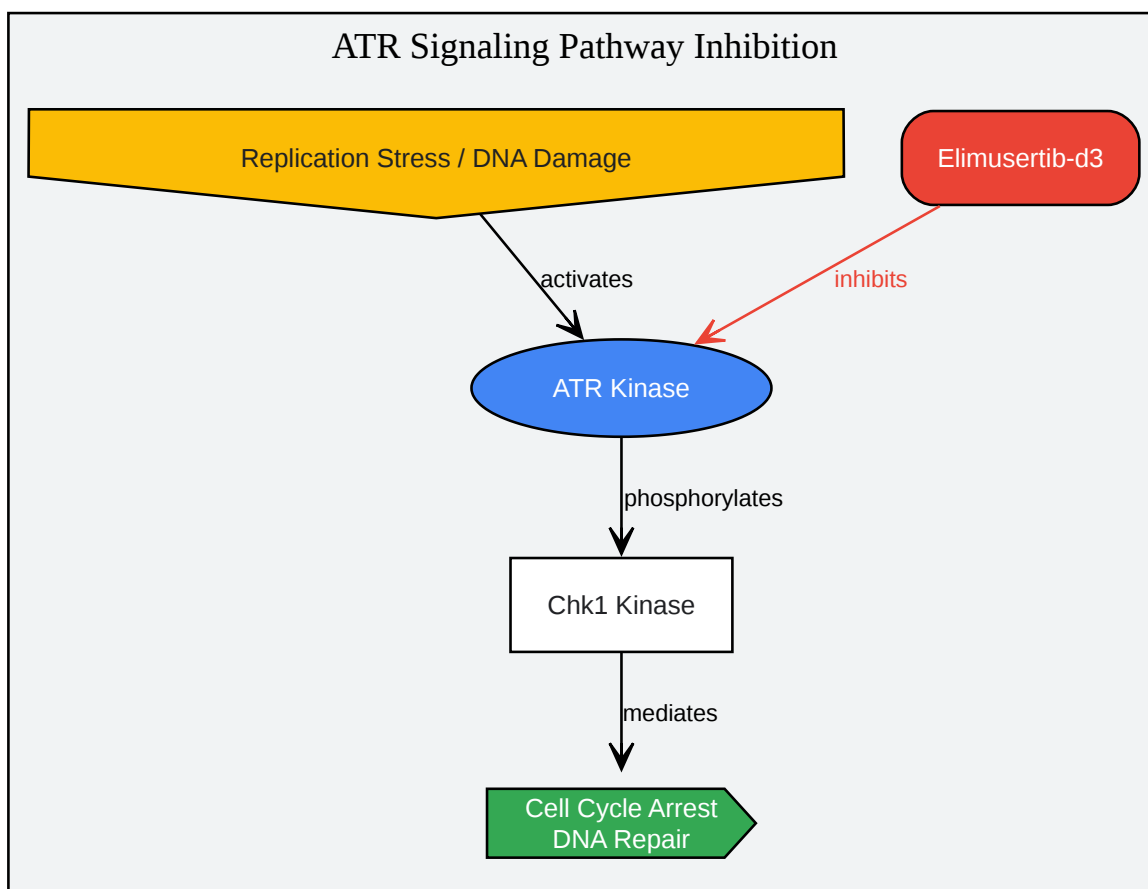 ATR Signaling Pathway Inhibition
Replication Stress / DNA Damage
Elimusertib-d3
activates
inhibits
ATR Kinase
phosphorylates
Chk1 Kinase
mediates
Cell Cycle Arrest
DNA Repair